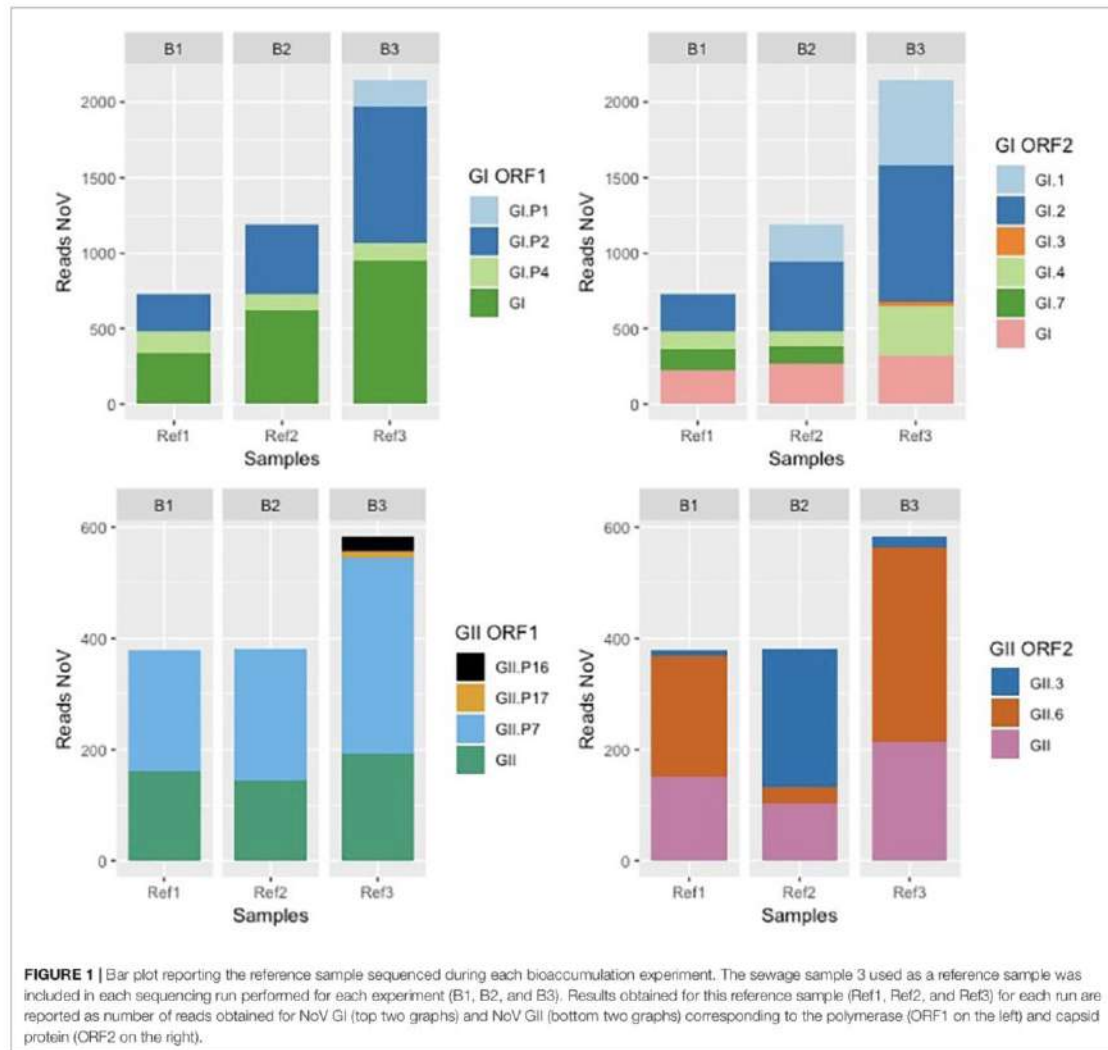 B1 B2 B3
2000
1500
1000
500
0
Reads NoV
Ref1 Ref2 Ref3
Samples
GI ORF1
GI.P1
GI.P2
GI.P4
GI
B1 B2 B3
2000
1500
1000
500
0
Reads NoV
Ref1 Ref2 Ref3
Samples
GI ORF2
GI.1
GI.2
GI.3
GI.4
GI.7
GI
B1 B2 B3
600
400
200
0
Reads NoV
Ref1 Ref2 Ref3
Samples
GII ORF1
GII.P16
GII.P17
GII.P7
GII
B1 B2 B3
600
400
200
0
Reads NoV
Ref1 Ref2 Ref3
Samples
GII ORF2
GII.3
GII.6
GII
FIGURE 1 | Bar plot reporting the reference sample sequenced during each bioaccumulation experiment. The sewage sample 3 used as a reference sample was
included in each sequencing run performed for each experiment (B1, B2, and B3). Results obtained for this reference sample (Ref1, Ref2, and Ref3) for each run are
reported as number of reads obtained for NoV GI (top two graphs) and NoV GII (bottom two graphs) corresponding to the polymerase (ORF1 on the left) and capsid
protein (ORF2 on the right).